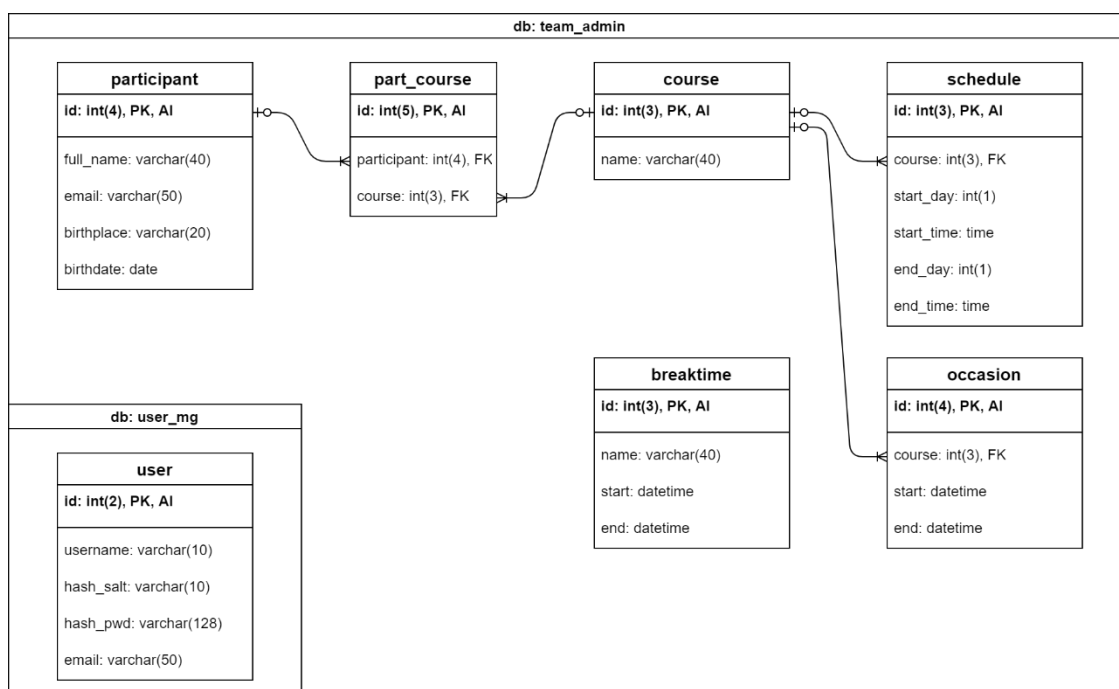 db: team_admin
participant
id: int(4), PK, AI
full_name: varchar(40)
email: varchar(50)
birthplace: varchar(20)
birthdate: date
part_course
id: int(5), PK, AI
participant: int(4), FK
course: int(3), FK
course
id: int(3), PK, AI
name: varchar(40)
schedule
id: int(3), PK, AI
course: int(3), FK
start_day: int(1)
start_time: time
end_day: int(1)
end_time: time
breaktime
id: int(3), PK, AI
name: varchar(40)
start: datetime
end: datetime
occasion
id: int(4), PK, AI
course: int(3), FK
start: datetime
end: datetime
db: user_mg
user
id: int(2), PK, AI
username: varchar(10)
hash_salt: varchar(10)
hash_pwd: varchar(128)
email: varchar(50)